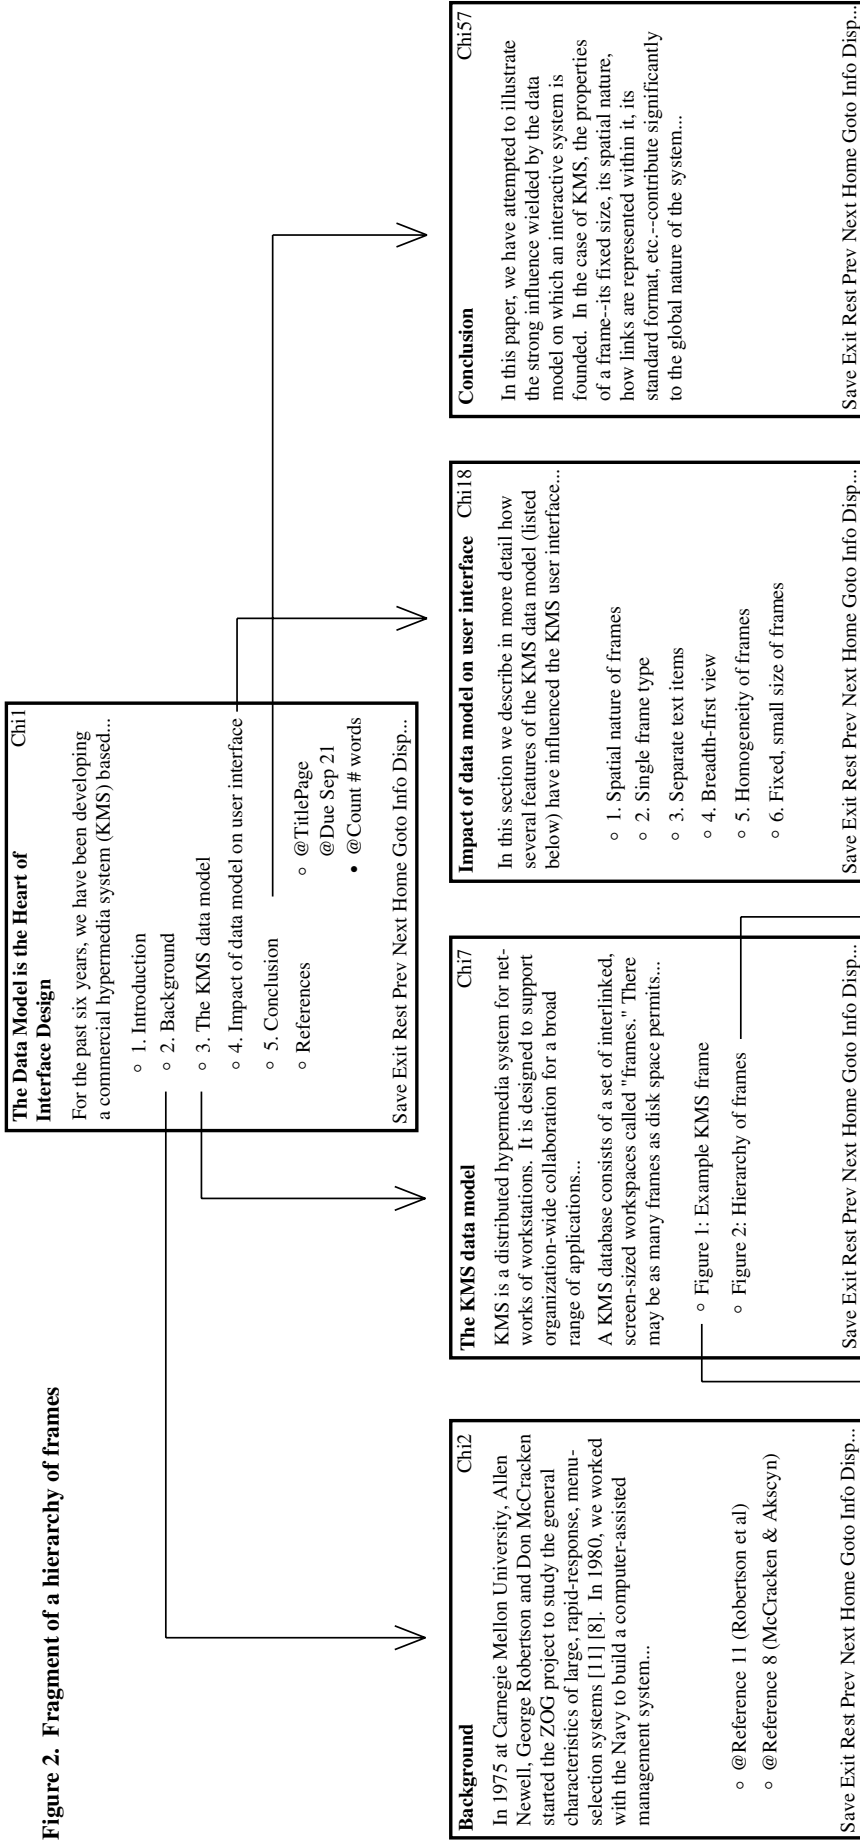 Figure 2.  Fragment of a hierarchy of frames
The Data Model is the Heart of
Interface Design
Chi1
For the past six years, we have been developing
a commercial hypermedia system (KMS) based...
◦ 1. Introduction
◦ 2. Background
◦ 3. The KMS data model
◦ 4. Impact of data model on user interface
◦ 5. Conclusion
◦ References
◦ @TitlePage
@Due Sep 21
• @Count # words
Save Exit Rest Prev Next Home Goto Info Disp...
Background
Chi2
In 1975 at Carnegie Mellon University, Allen
Newell, George Robertson and Don McCracken
started the ZOG project to study the general
characteristics of large, rapid-response, menu-
selection systems [11] [8].  In 1980, we worked
with the Navy to build a computer-assisted
management system...
◦ @Reference 11 (Robertson et al)
◦ @Reference 8 (McCracken & Akscyn)
Save Exit Rest Prev Next Home Goto Info Disp...
The KMS data model
Chi7
KMS is a distributed hypermedia system for net-
works of workstations.  It is designed to support
organization-wide collaboration for a broad
range of applications...
A KMS database consists of a set of interlinked,
screen-sized workspaces called "frames." There
may be as many frames as disk space permits...
◦ Figure 1: Example KMS frame
◦ Figure 2: Hierarchy of frames
Save Exit Rest Prev Next Home Goto Info Disp...
Impact of data model on user interface
Chi18
In this section we describe in more detail how
several features of the KMS data model (listed
below) have influenced the KMS user interface...
◦ 1. Spatial nature of frames
◦ 2. Single frame type
◦ 3. Separate text items
◦ 4. Breadth-first view
◦ 5. Homogeneity of frames
◦ 6. Fixed, small size of frames
Save Exit Rest Prev Next Home Goto Info Disp...
Conclusion
Chi57
In this paper, we have attempted to illustrate
the strong influence wielded by the data
model on which an interactive system is
founded.  In the case of KMS, the properties
of a frame--its fixed size, its spatial nature,
how links are represented within it, its
standard format, etc.--contribute significantly
to the global nature of the system...
Save Exit Rest Prev Next Home Goto Info Disp...